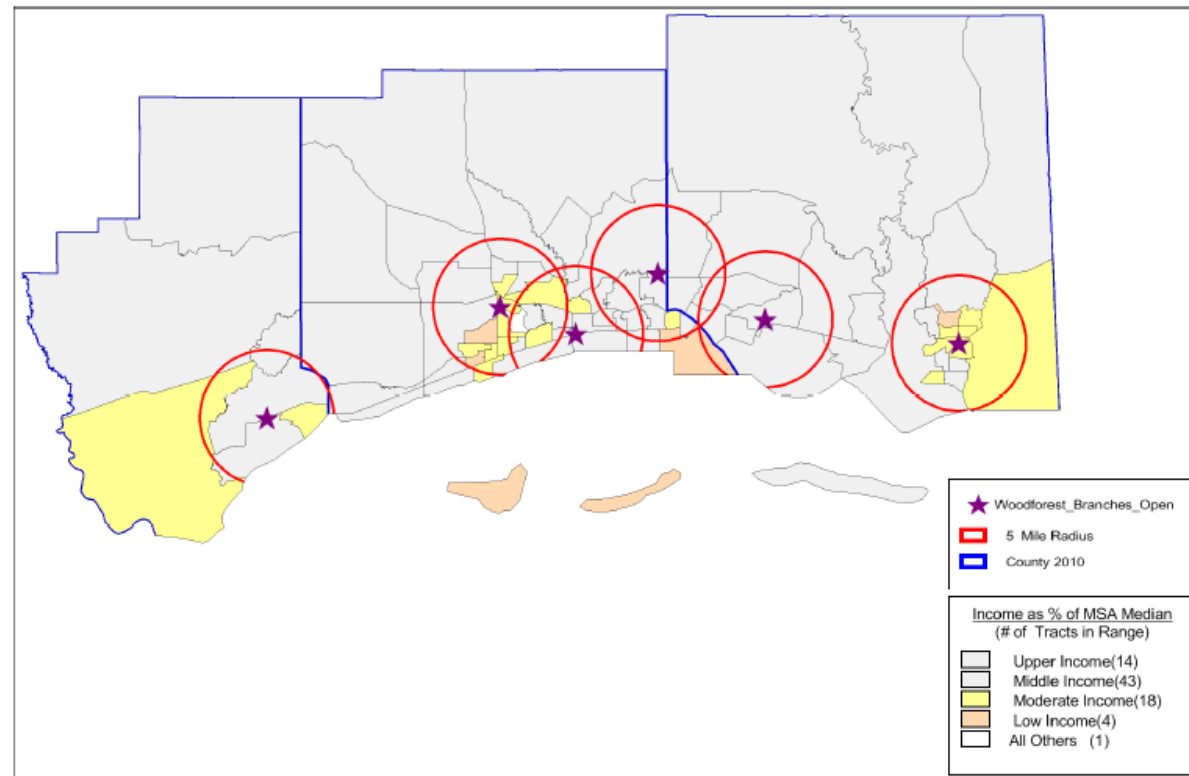 Woodforest_Branches_Open
5 Mile Radius
County 2010
Income as % of MSA Median
(# of Tracts in Range)
Upper Income(14)
Middle Income(43)
Moderate Income(18)
Low Income(4)
All Others (1)